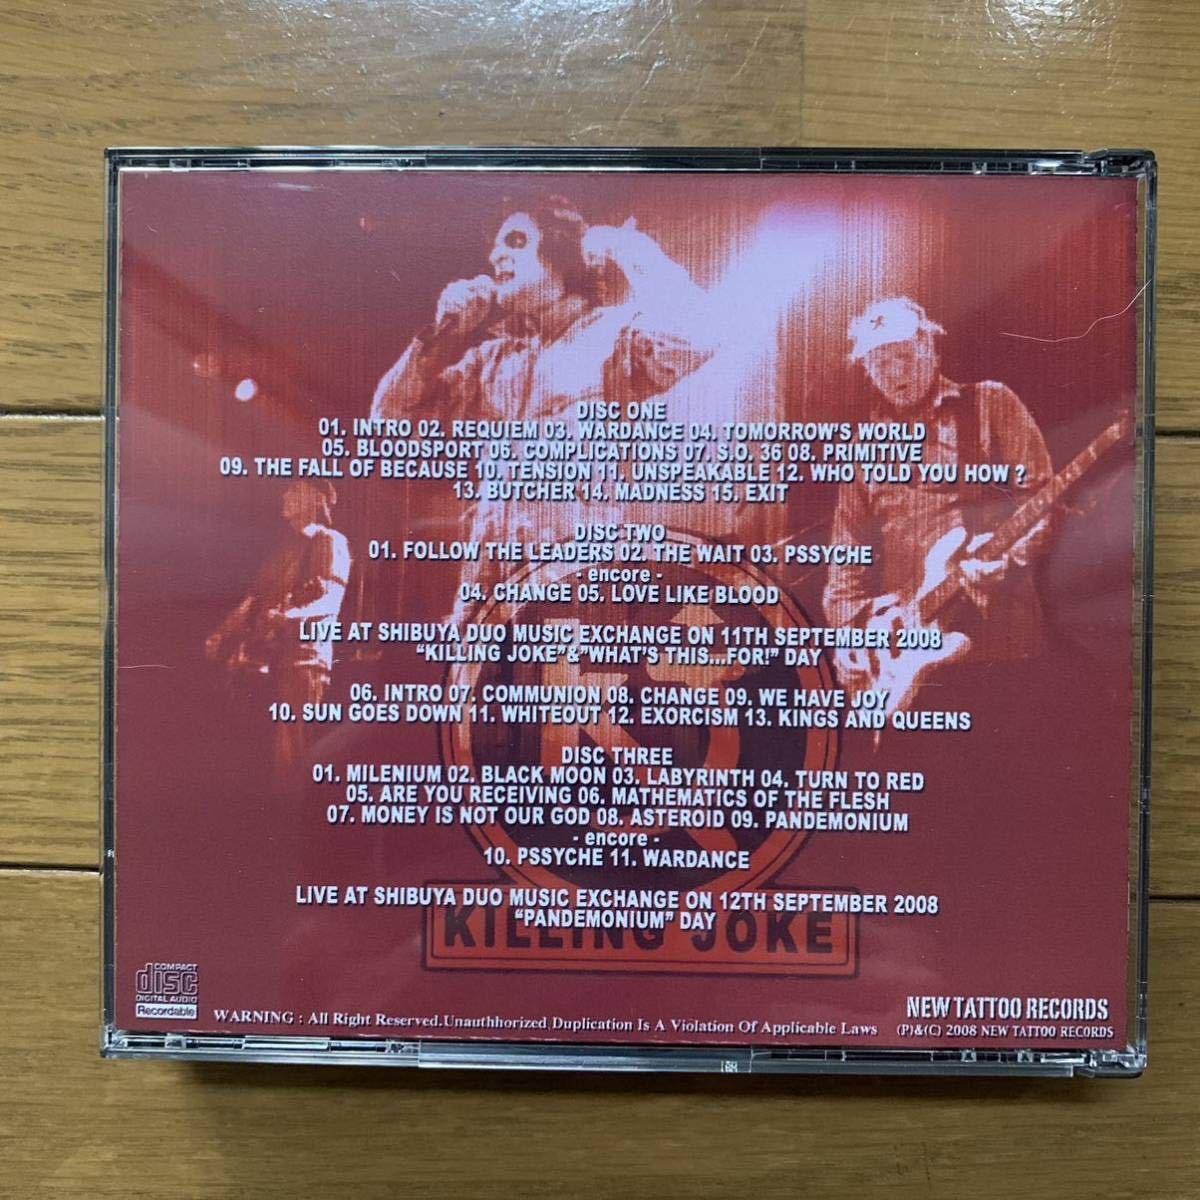 DISC ONE
01. INTRO 02. REQUIEM 03. WARDANCE 04. TOMORROW'S WORLD
05. BLOODSPORT 06. COMPLICATIONS 07. S.O. 36 08. PRIMITIVE
09. THE FALL OF BECAUSE 10. TENSION 11. UNSPEAKABLE 12. WHO TOLD YOU HOW ?
13. BUTCHER 14. MADNESS 15. EXIT
DISC TWO
01. FOLLOW THE LEADERS 02. THE WAIT 03. PSSYCHE
- encore -
04. CHANGE 05. LOVE LIKE BLOOD
LIVE AT SHIBUYA DUO MUSIC EXCHANGE ON 11TH SEPTEMBER 2008
"KILLING JOKE"&"WHAT'S THIS...FOR!" DAY
06. INTRO 07. COMMUNION 08. CHANGE 09. WE HAVE JOY
10. SUN GOES DOWN 11. WHITEOUT 12. EXORCISM 13. KINGS AND QUEENS
DISC THREE
01. MILENIUM 02. BLACK MOON 03. LABYRINTH 04. TURN TO RED
05. ARE YOU RECEIVING 06. MATHEMATICS OF THE FLESH
07. MONEY IS NOT OUR GOD 08. ASTEROID 09. PANDEMONIUM
- encore -
10. PSSYCHE 11. WARDANCE
LIVE AT SHIBUYA DUO MUSIC EXCHANGE ON 12TH SEPTEMBER 2008
"PANDEMONIUM" DAY
KILLING JOKE
COMPACT
disc
DIGITAL AUDIO
Recordable
WARNING : All Right Reserved.Unauthhorized Duplication Is A Violation Of Applicable Laws
NEW TATTOO RECORDS
(P)&(C) 2008 NEW TATTOO RECORDS